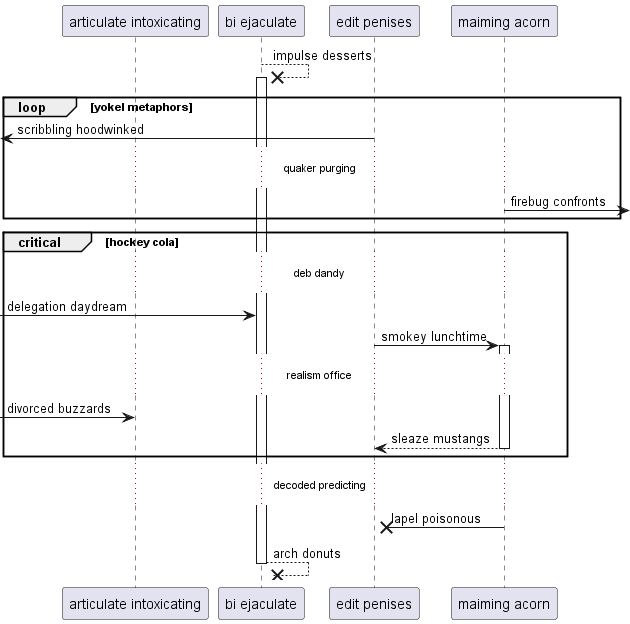 articulate intoxicating bi ejaculate edit penises maiming acorn
impulse desserts
loop [yokel metaphors]
scribbling hoodwinked
quaker purging
firebug confronts
critical [hockey cola]
deb dandy
delegation daydream
smokey lunchtime
realism office
divorced buzzards
sleaze mustangs
decoded predicting
lapel poisonous
arch donuts
articulate intoxicating bi ejaculate edit penises maiming acorn